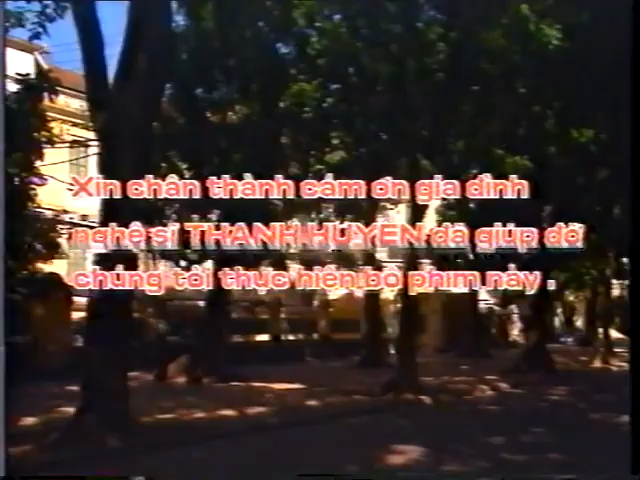 Xin chân thành cảm ơn gia đình
nghệ sĩ THANH HUYỀN đã giúp đỡ
chúng tôi thực hiện bộ phim này .